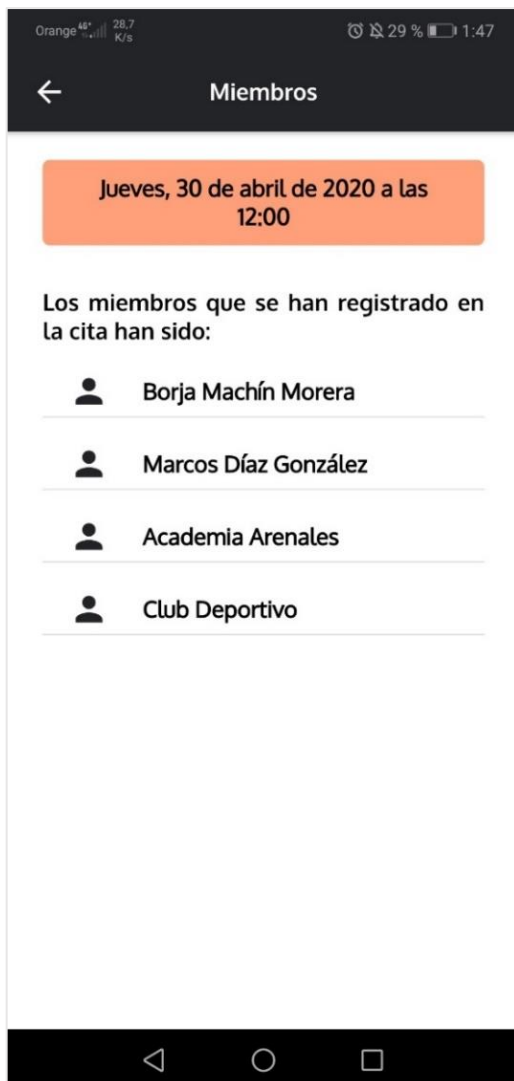 Orange 4G+ 28,7 K/s 29 % 1:47
Miembros
Jueves, 30 de abril de 2020 a las
12:00
Los miembros que se han registrado en
la cita han sido:
Borja Machín Morera
Marcos Díaz González
Academia Arenales
Club Deportivo